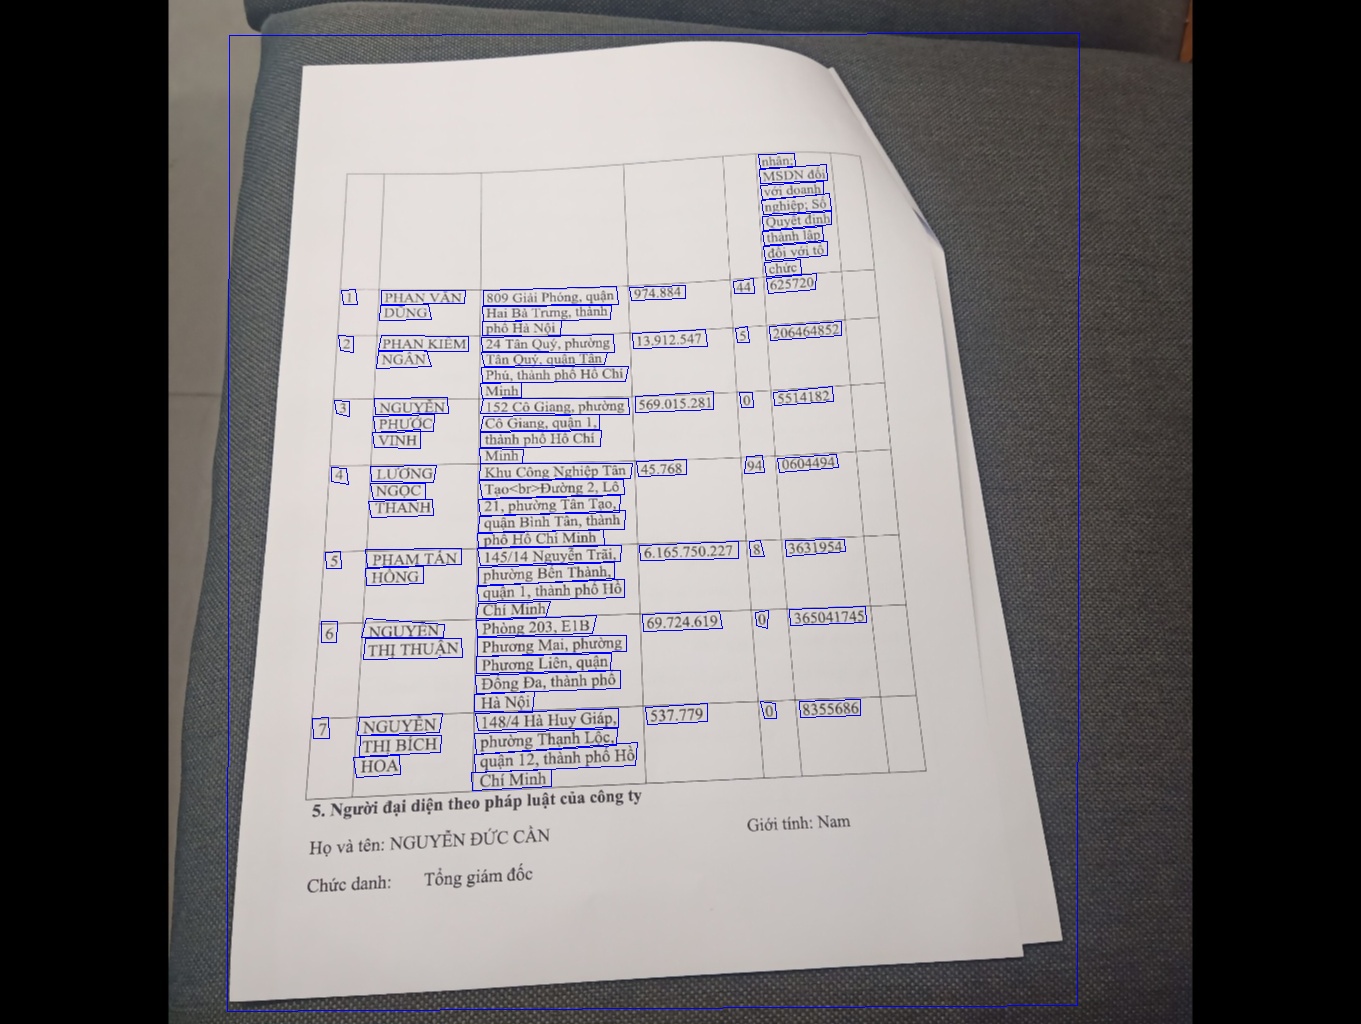 nhân;
MSDN đối
với doanh
nghiệp; Số
Quyết định
thành lập
đối với tổ
chức
1 PHAN VĂN DŨNG 809 Giải Phóng, quận Hai Bà Trưng, thành phố Hà Nội 974.884 44 625720
2 PHAN KIẾM NGÂN 24 Tân Quý, phường Tân Quý, quận Tân Phú, thành phố Hồ Chí Minh 13.912.547 5 206464852
3 NGUYỄN PHƯỚC VINH 152 Cô Giang, phường Cô Giang, quận 1, thành phố Hồ Chí Minh 569.015.281 0 5514182
4 LƯƠNG NGỌC THANH Khu Công Nghiệp Tân Tạo<br>Đường 2, Lô 21, phường Tân Tạo, quận Bình Tân, thành phố Hồ Chí Minh 45.768 94 0604494
5 PHẠM TẤN HỒNG 145/14 Nguyễn Trãi, phường Bến Thành, quận 1, thành phố Hồ Chí Minh 6.165.750.227 8 3631954
6 NGUYỄN THỊ THUẬN Phòng 203, E1B Phương Mai, phường Phương Liên, quận Đống Đa, thành phố Hà Nội 69.724.619 0 365041745
7 NGUYỄN THỊ BÍCH HOA 148/4 Hà Huy Giáp, phường Thạnh Lộc, quận 12, thành phố Hồ Chí Minh 537.779 0 8355686
5. Người đại diện theo pháp luật của công ty
Họ và tên: NGUYỄN ĐỨC CẢN Giới tính: Nam
Chức danh: Tổng giám đốc